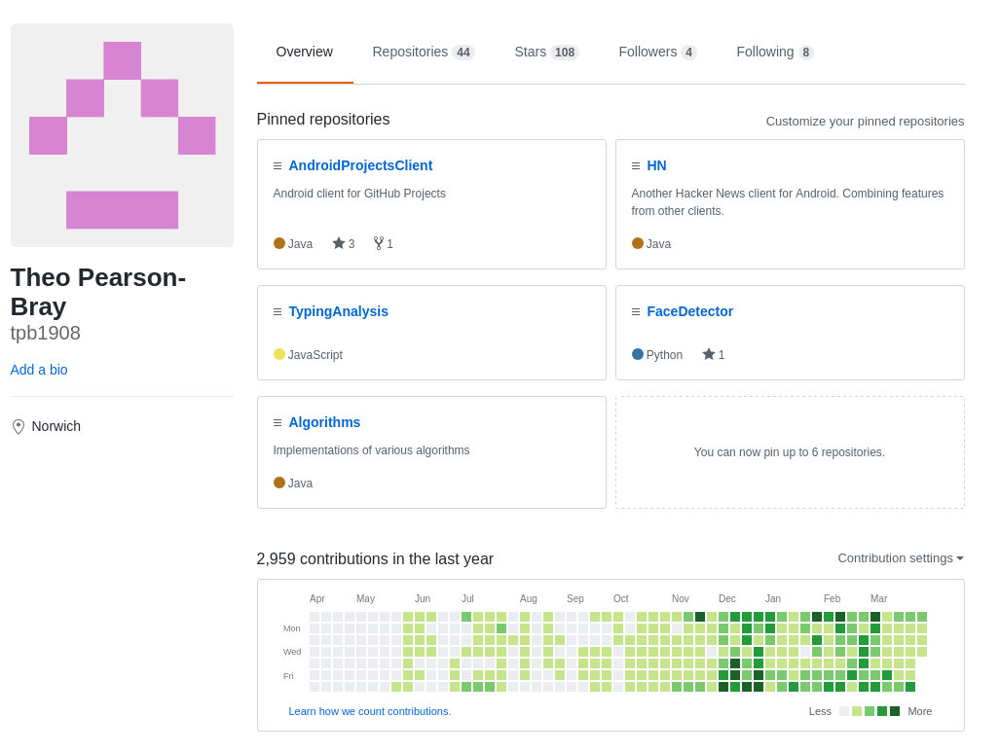 Overview Repositories 44 Stars 108 Followers 4 Following 8
Theo Pearson-
Bray
tpb1908
Add a bio
Norwich
Pinned repositories Customize your pinned repositories
AndroidProjectsClient
Android client for GitHub Projects
Java 3 1
HN
Another Hacker News client for Android. Combining features
from other clients.
Java
TypingAnalysis
JavaScript
FaceDetector
Python 1
Algorithms
Implementations of various algorithms
Java
You can now pin up to 6 repositories.
2,959 contributions in the last year Contribution settings
Apr May Jun Jul Aug Sep Oct Nov Dec Jan Feb Mar
Mon
Wed
Fri
Learn how we count contributions. Less More